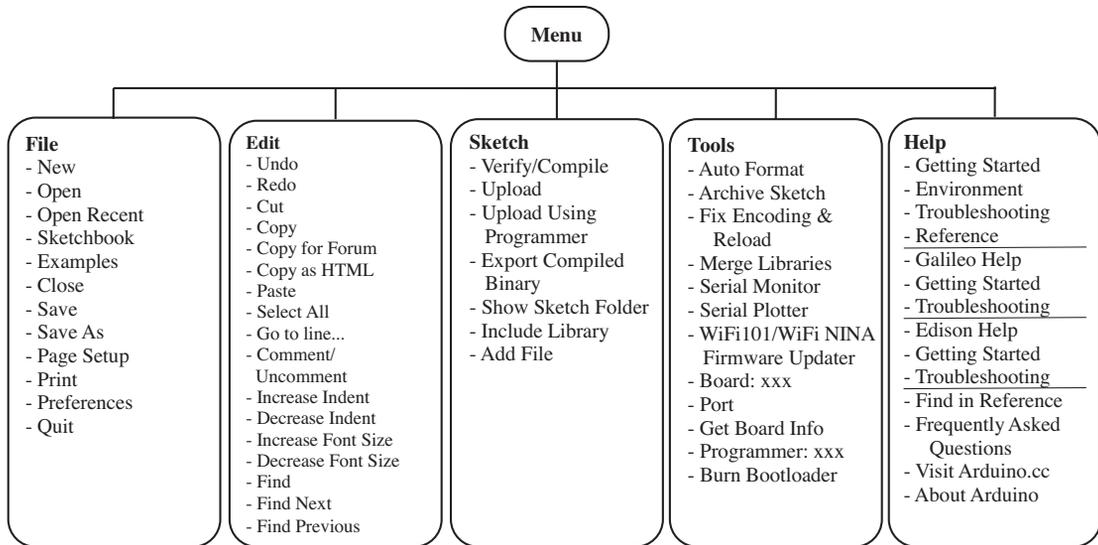 Menu
File
- New
- Open
- Open Recent
- Sketchbook
- Examples
- Close
- Save
- Save As
- Page Setup
- Print
- Preferences
- Quit
Edit
- Undo
- Redo
- Cut
- Copy
- Copy for Forum
- Copy as HTML
- Paste
- Select All
- Go to line...
- Comment/
Uncomment
- Increase Indent
- Decrease Indent
- Increase Font Size
- Decrease Font Size
- Find
- Find Next
- Find Previous
Sketch
- Verify/Compile
- Upload
- Upload Using
Programmer
- Export Compiled
Binary
- Show Sketch Folder
- Include Library
- Add File
Tools
- Auto Format
- Archive Sketch
- Fix Encoding &
Reload
- Merge Libraries
- Serial Monitor
- Serial Plotter
- WiFi101/WiFi NINA
Firmware Updater
- Board: xxx
- Port
- Get Board Info
- Programmer: xxx
- Burn Bootloader
Help
- Getting Started
- Environment
- Troubleshooting
- Reference
- Galileo Help
- Getting Started
- Troubleshooting
- Edison Help
- Getting Started
- Troubleshooting
- Find in Reference
- Frequently Asked
Questions
- Visit Arduino.cc
- About Arduino